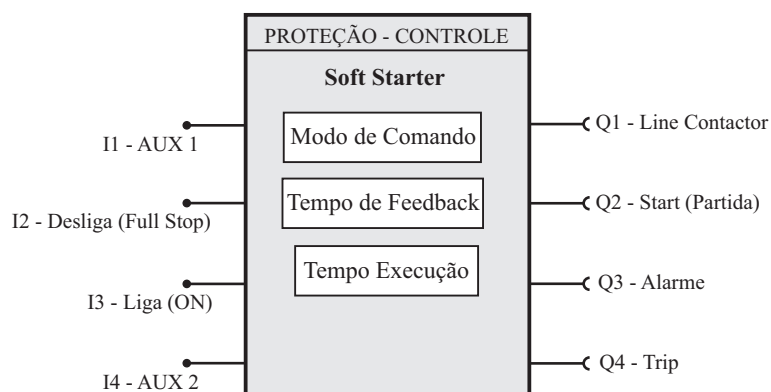 PROTEÇÃO - CONTROLE
Soft Starter
Modo de Comando
Tempo de Feedback
Tempo Execução
I1 - AUX 1
I2 - Desliga (Full Stop)
I3 - Liga (ON)
I4 - AUX 2
Q1 - Line Contactor
Q2 - Start (Partida)
Q3 - Alarme
Q4 - Trip